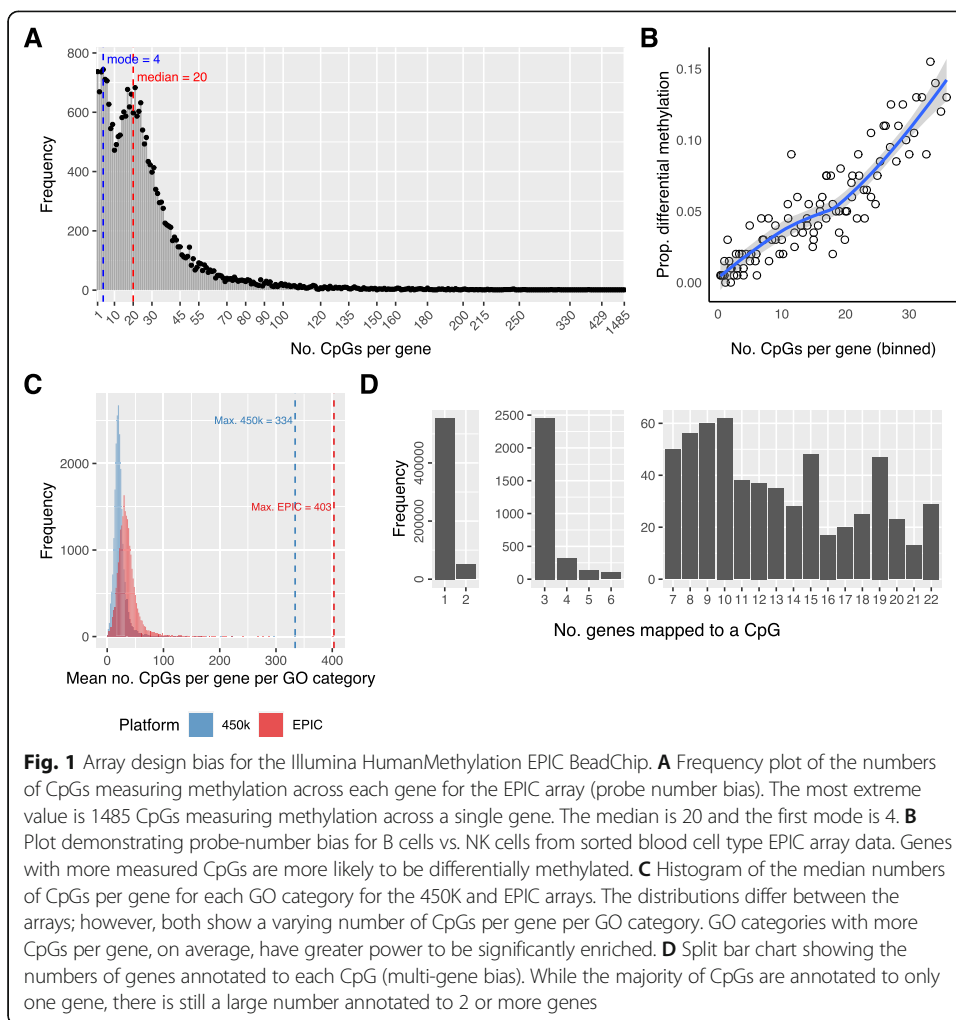 A
Frequency
800
600
400
200
0
mode = 4
median = 20
1 10 20 30 45 55 70 80 90 100 120 135 150 160 180 200 215 250 330 429 1485
No. CpGs per gene
B
Prop. differential methylation
0.15
0.10
0.05
0.00
0 10 20 30
No. CpGs per gene (binned)
C
Frequency
2000
1000
0
Max. 450k = 334
Max. EPIC = 403
0 100 200 300 400
Mean no. CpGs per gene per GO category
Platform 450k EPIC
D
Frequency
400000
200000
0
1 2
2500
2000
1500
1000
500
0
3 4 5 6
60
40
20
0
7 8 9 10 11 12 13 14 15 16 17 18 19 20 21 22
No. genes mapped to a CpG
Fig. 1 Array design bias for the Illumina HumanMethylation EPIC BeadChip. A Frequency plot of the numbers
of CpGs measuring methylation across each gene for the EPIC array (probe number bias). The most extreme
value is 1485 CpGs measuring methylation across a single gene. The median is 20 and the first mode is 4. B
Plot demonstrating probe-number bias for B cells vs. NK cells from sorted blood cell type EPIC array data. Genes
with more measured CpGs are more likely to be differentially methylated. C Histogram of the median numbers
of CpGs per gene for each GO category for the 450K and EPIC arrays. The distributions differ between the
arrays; however, both show a varying number of CpGs per gene per GO category. GO categories with more
CpGs per gene, on average, have greater power to be significantly enriched. D Split bar chart showing the
numbers of genes annotated to each CpG (multi-gene bias). While the majority of CpGs are annotated to only
one gene, there is still a large number annotated to 2 or more genes